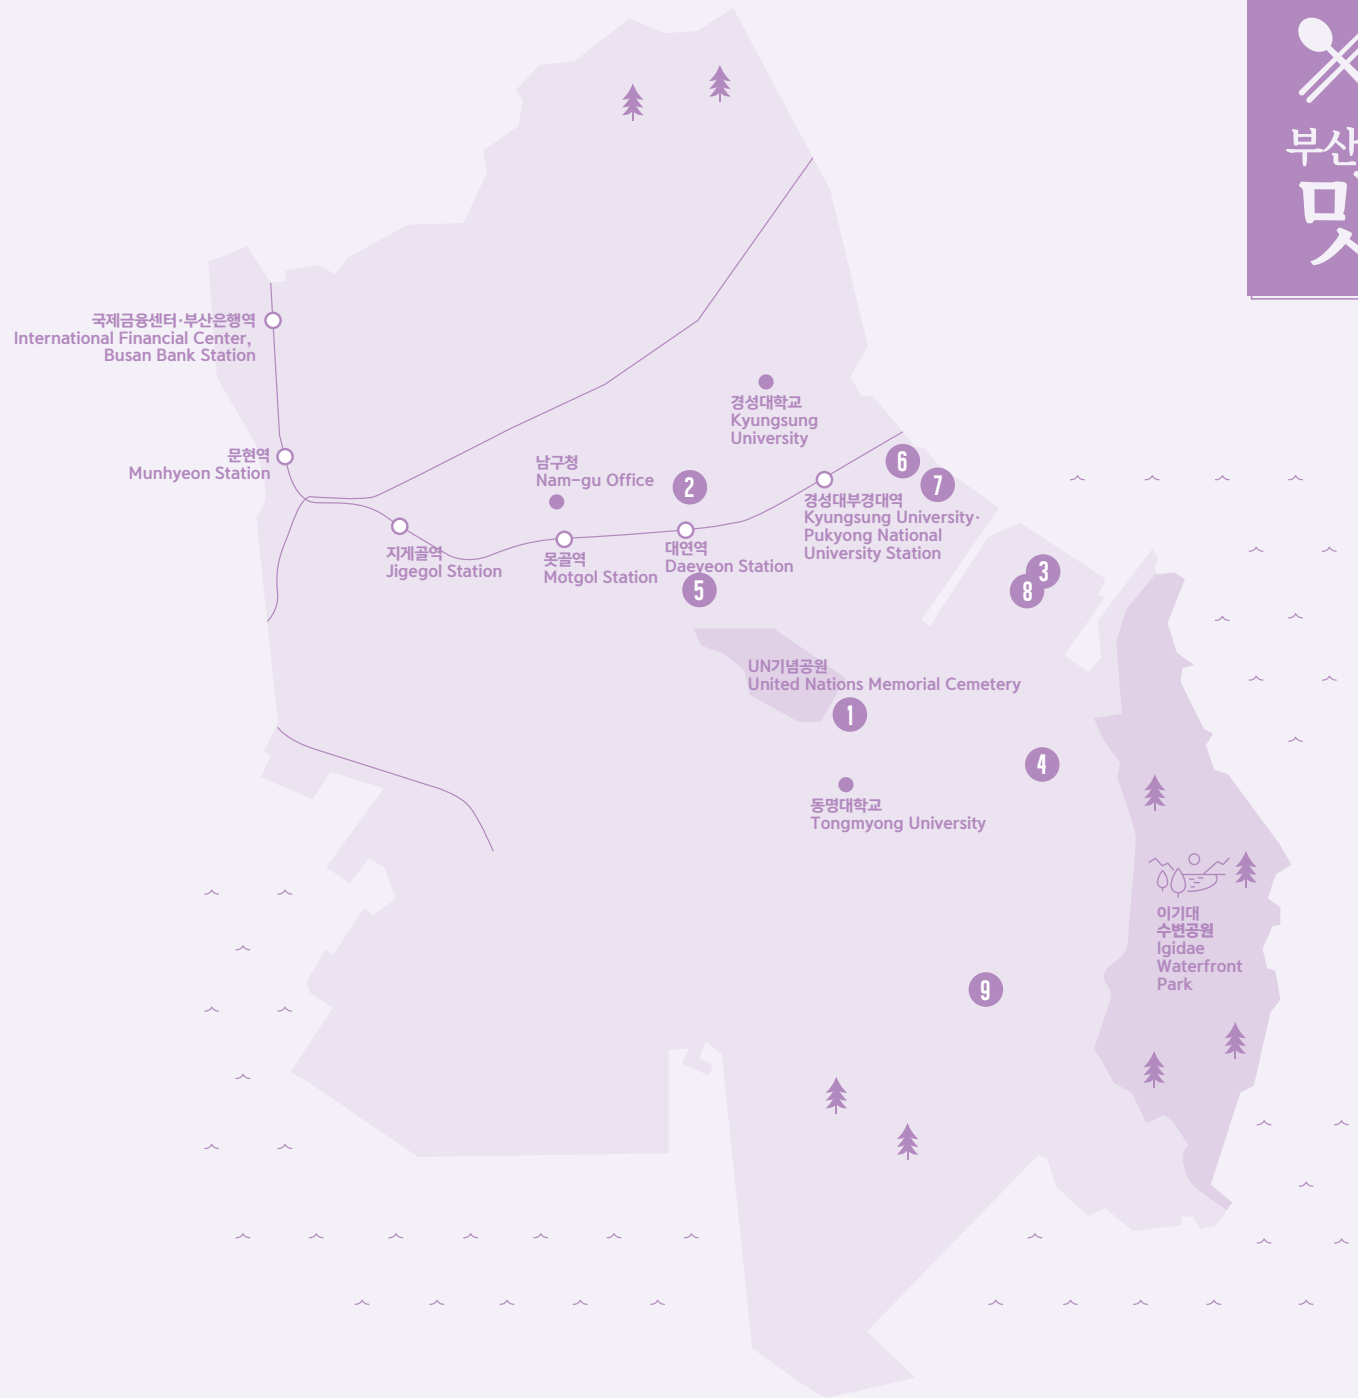 부산
맛
국제금융센터·부산은행역
International Financial Center,
Busan Bank Station
경성대학교
Kyungsung
University
문현역
Munhyeon Station
남구청
Nam-gu Office
2
6
7
경성대부경대역
Kyungsung University·
Pukyong National
University Station
지게골역
Jigegol Station
못골역
Motgol Station
대연역
Daeyeon Station
5
3
8
UN기념공원
United Nations Memorial Cemetery
1
4
동명대학교
Tongmyong University
이기대
수변공원
Igidae
Waterfront
Park
9